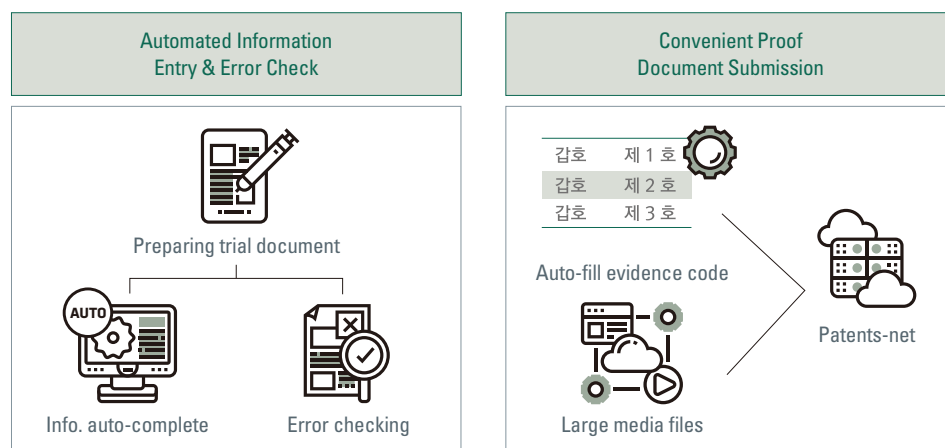 Automated Information
Entry & Error Check
Preparing trial document
AUTO
Info. auto-complete
Error checking
Convenient Proof
Document Submission
갑호 제 1 호
갑호 제 2 호
갑호 제 3 호
Auto-fill evidence code
Large media files
Patents-net